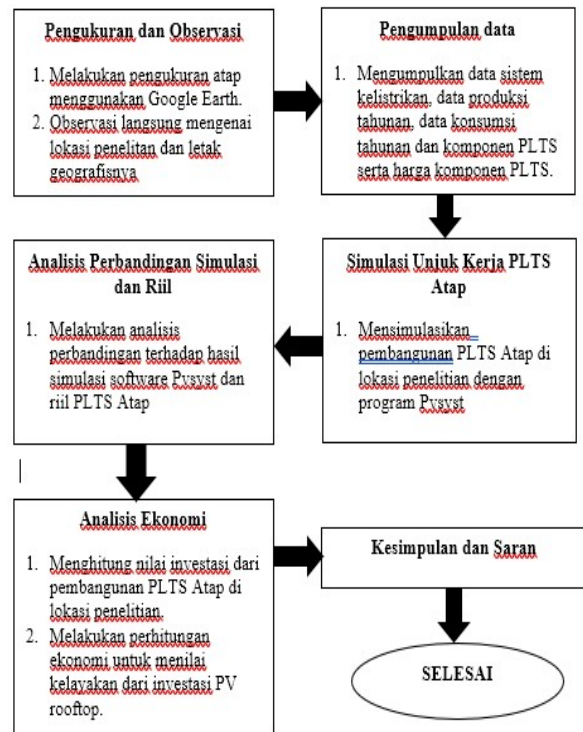 Pengukuran dan Observasi
1. Melakukan pengukuran atap
menggunakan Google Earth.
2. Observasi langsung mengenai
lokasi penelitan dan letak
geografisnya
Pengumpulan data
1. Mengumpulkan data sistem
kelistrikan, data produksi
tahunan, data konsumsi
tahunan dan komponen PLTS
serta harga komponen PLTS.
Simulasi Unjuk Kerja PLTS
Atap
1. Mensimulasikan
pembangunan PLTS Atap di
lokasi penelitian dengan
program Pvsyst
Analisis Perbandingan Simulasi
dan Riil
1. Melakukan analisis
perbandingan terhadap hasil
simulasi software Pvsyst dan
riil PLTS Atap
Analisis Ekonomi
1. Menghitung nilai investasi dari
pembangunan PLTS Atap di
lokasi penelitian.
2. Melakukan perhitungan
ekonomi untuk menilai
kelayakan dari investasi PV
rooftop.
Kesimpulan dan Saran
SELESAI